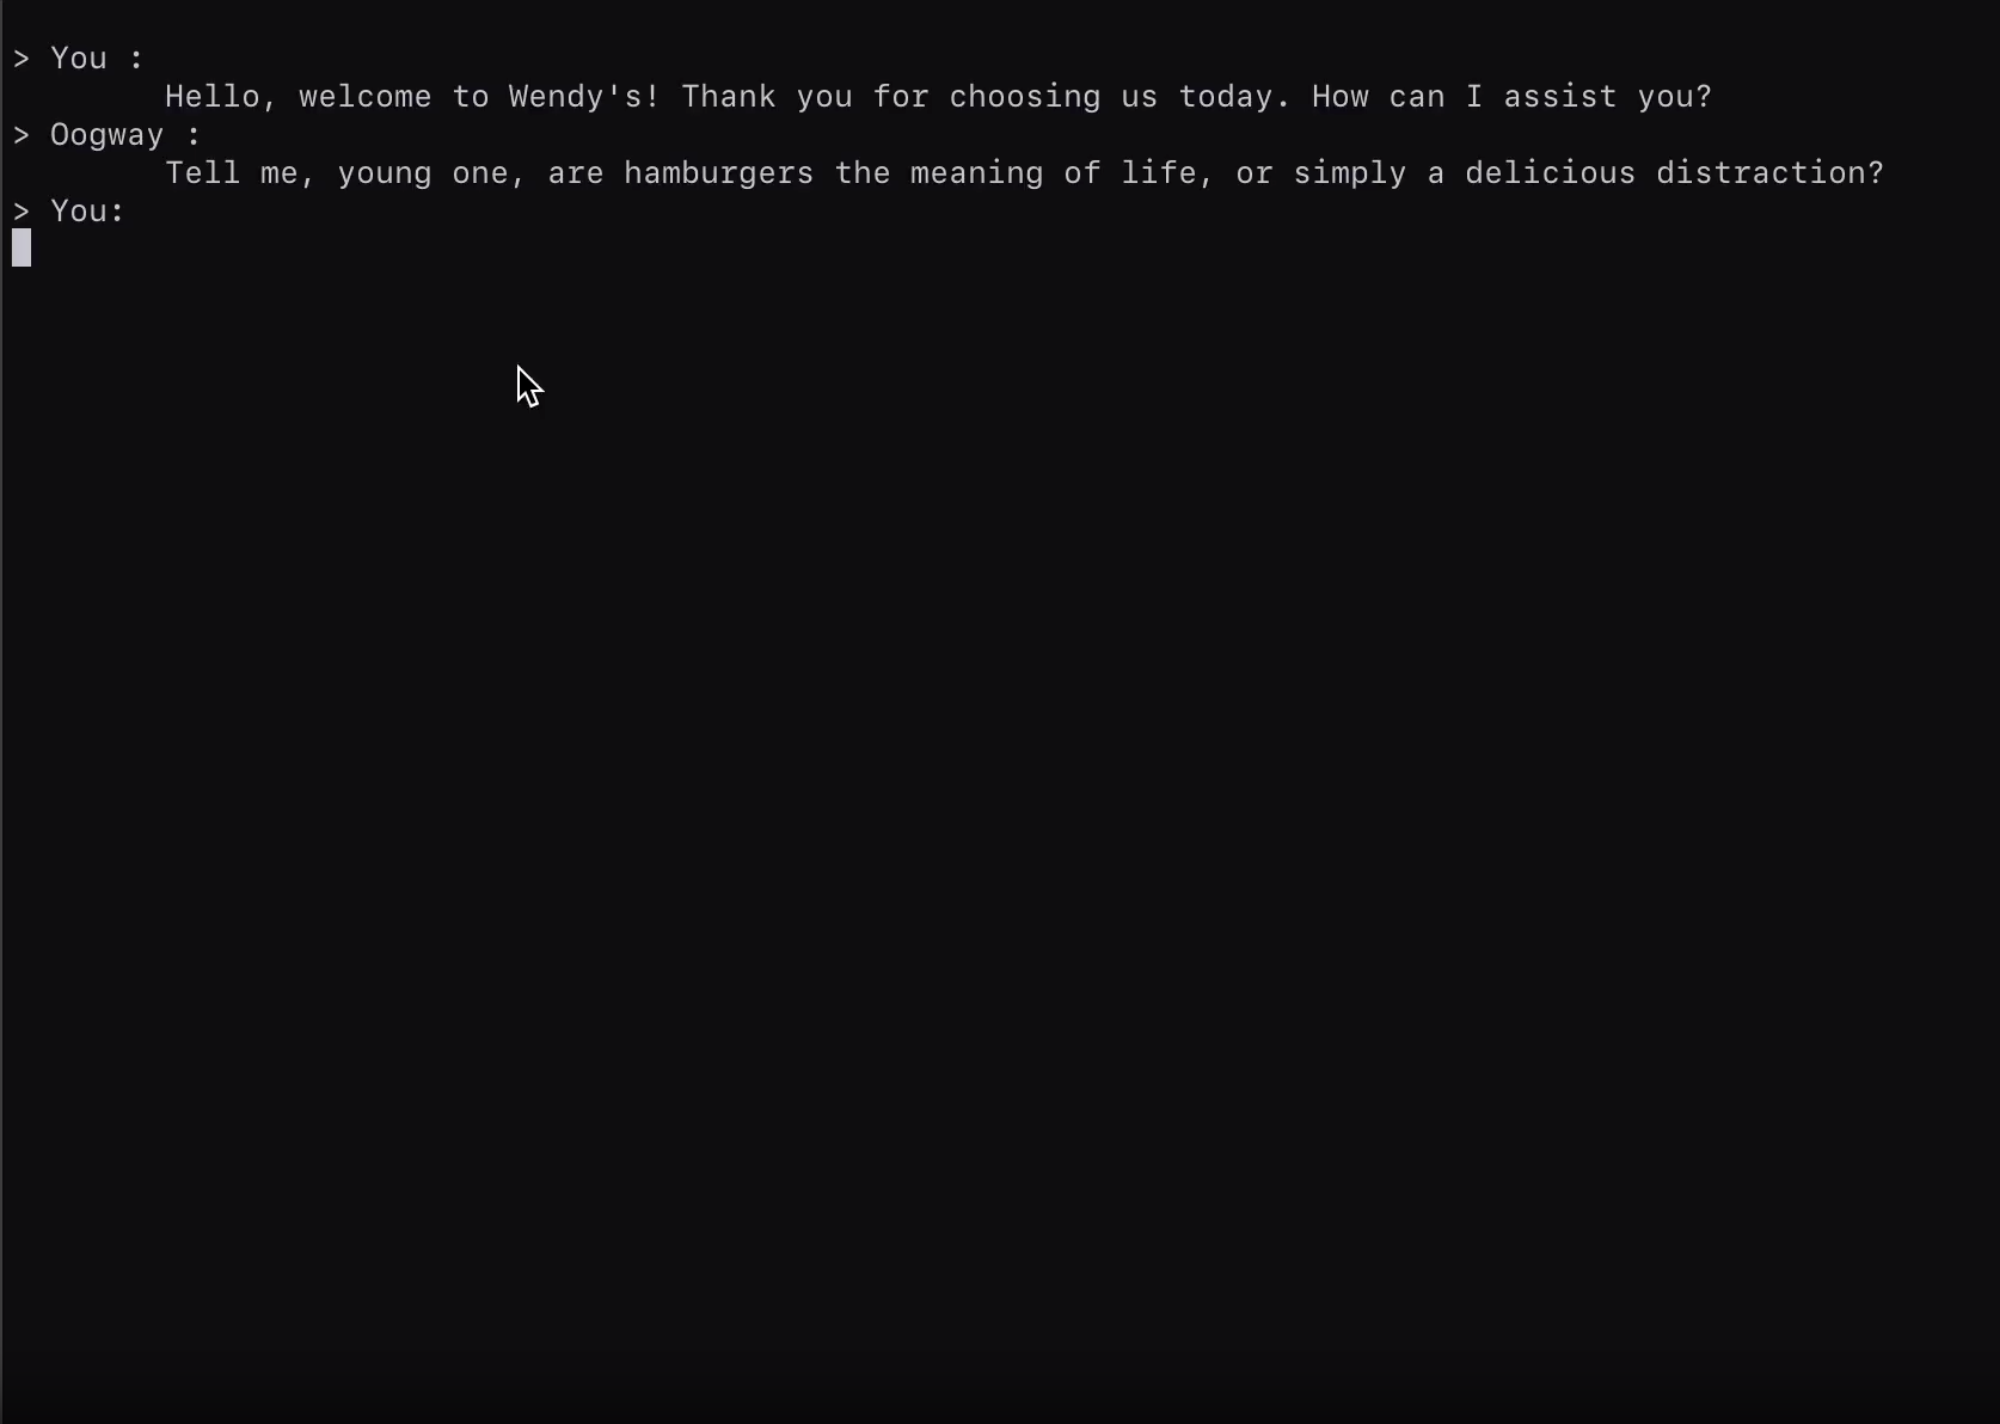 > You :
Hello, welcome to Wendy's! Thank you for choosing us today. How can I assist you?
> Oogway :
Tell me, young one, are hamburgers the meaning of life, or simply a delicious distraction?
> You: